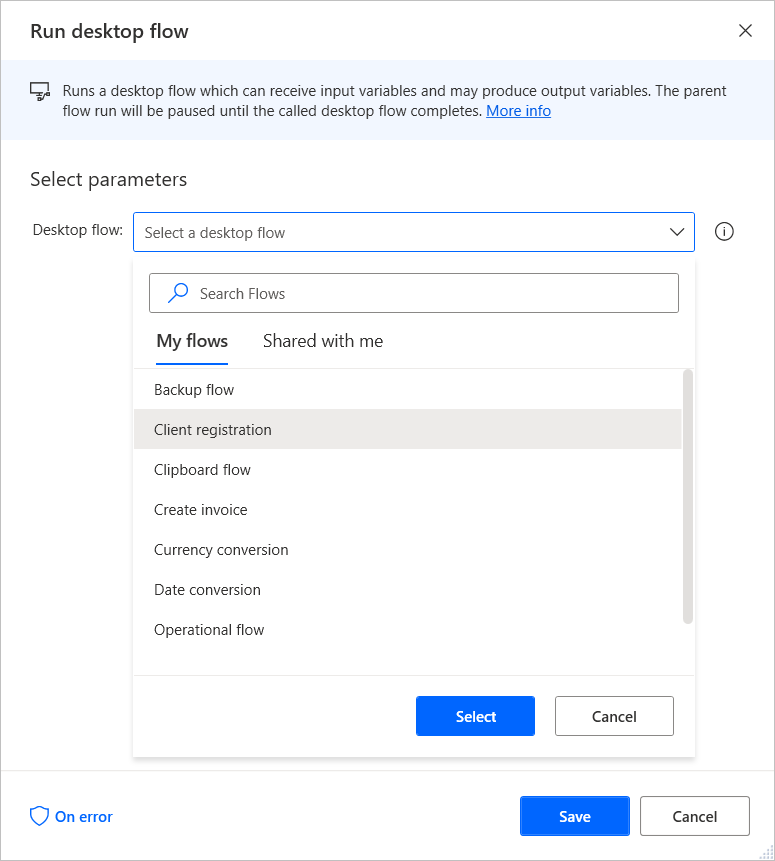 Run desktop flow
Runs a desktop flow which can receive input variables and may produce output variables. The parent
flow run will be paused until the called desktop flow completes. More info
Select parameters
Desktop flow:
Select a desktop flow
Search Flows
My flows
Shared with me
Backup flow
Client registration
Clipboard flow
Create invoice
Currency conversion
Date conversion
Operational flow
Select
Cancel
On error
Save
Cancel